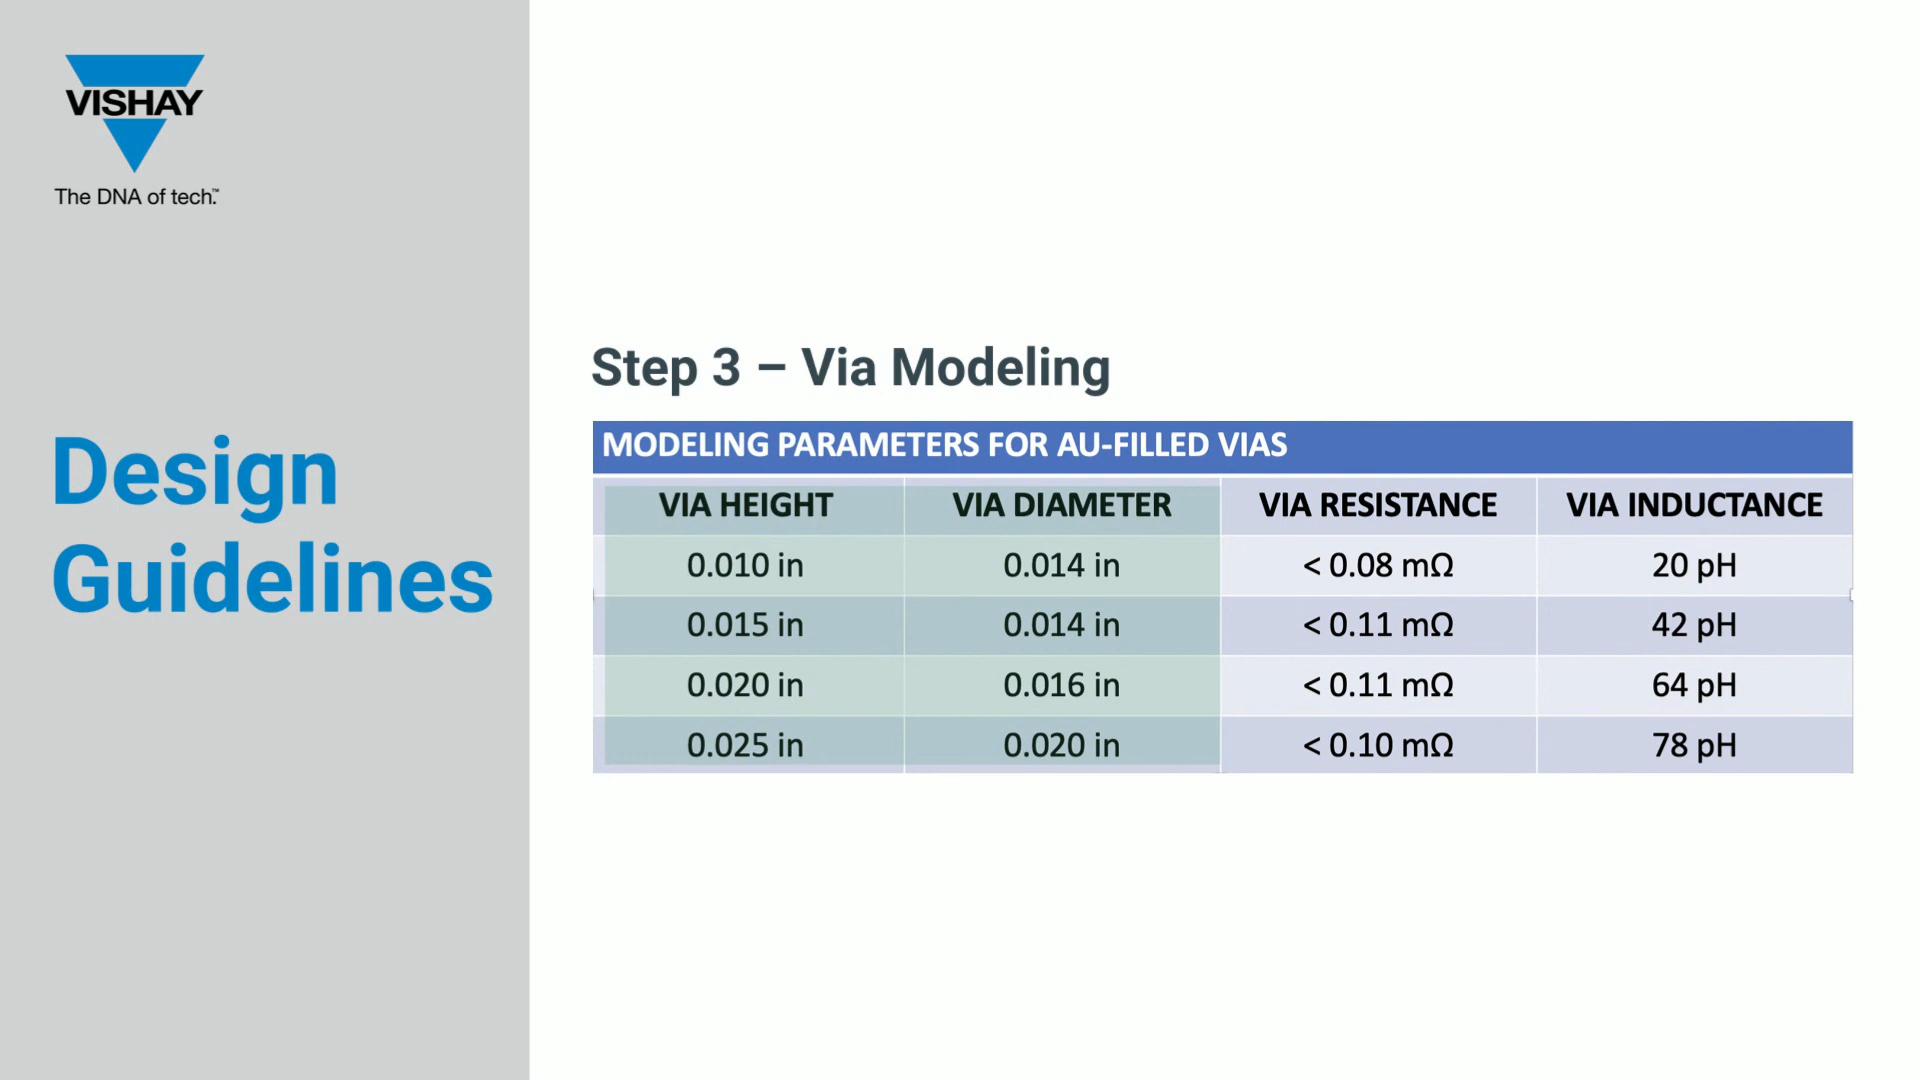 VISHAY
The DNA of tech.™
Design
Guidelines
Step 3 – Via Modeling
MODELING PARAMETERS FOR AU-FILLED VIAS
VIA HEIGHT VIA DIAMETER VIA RESISTANCE VIA INDUCTANCE
0.010 in 0.014 in < 0.08 mΩ 20 pH
0.015 in 0.014 in < 0.11 mΩ 42 pH
0.020 in 0.016 in < 0.11 mΩ 64 pH
0.025 in 0.020 in < 0.10 mΩ 78 pH